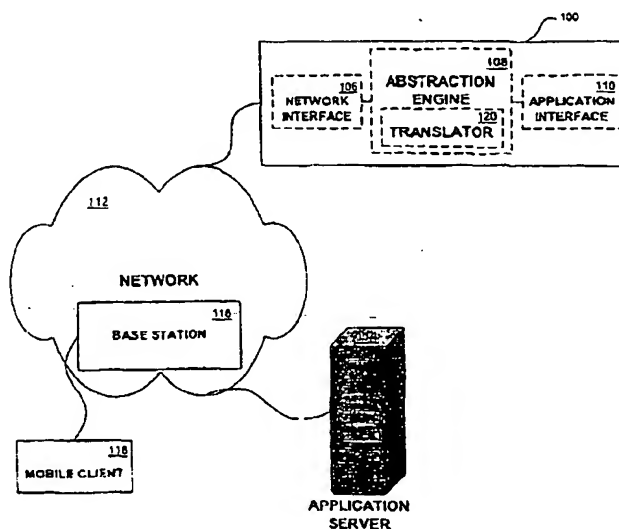 100
108
ABSTRACTION
ENGINE
106
NETWORK
INTERFACE
120
TRANSLATOR
110
APPLICATION
INTERFACE
112
NETWORK
116
BASE STATION
118
MOBILE CLIENT
APPLICATION
SERVER